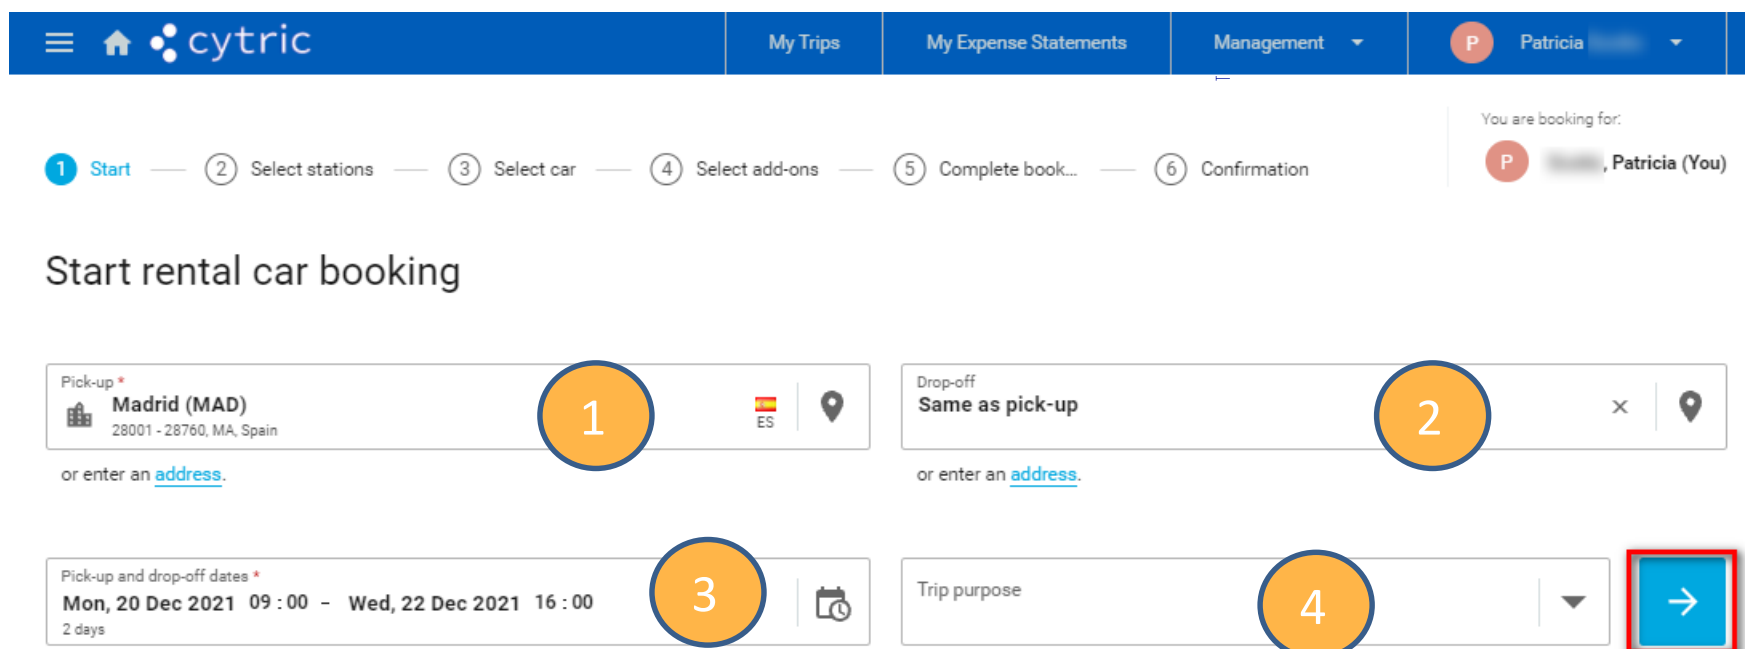 cytric
My Trips
My Expense Statements
Management
P
Patricia
You are booking for:
P
, Patricia (You)
1 Start
2 Select stations
3 Select car
4 Select add-ons
5 Complete book...
6 Confirmation
Start rental car booking
Pick-up *
Madrid (MAD)
28001 - 28760, MA, Spain
ES
1
or enter an address.
Drop-off
Same as pick-up
2
or enter an address.
Pick-up and drop-off dates *
Mon, 20 Dec 2021 09 : 00 – Wed, 22 Dec 2021 16 : 00
2 days
3
Trip purpose
4